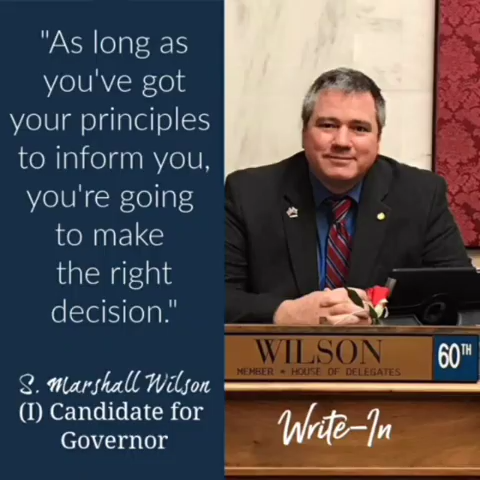 "As long as
you've got
your principles
to inform you,
you're going
to make
the right
decision."
S. Marshall Wilson
(I) Candidate for
Governor
WILSON
MEMBER • HOUSE OF DELEGATES
60TH
Write-In